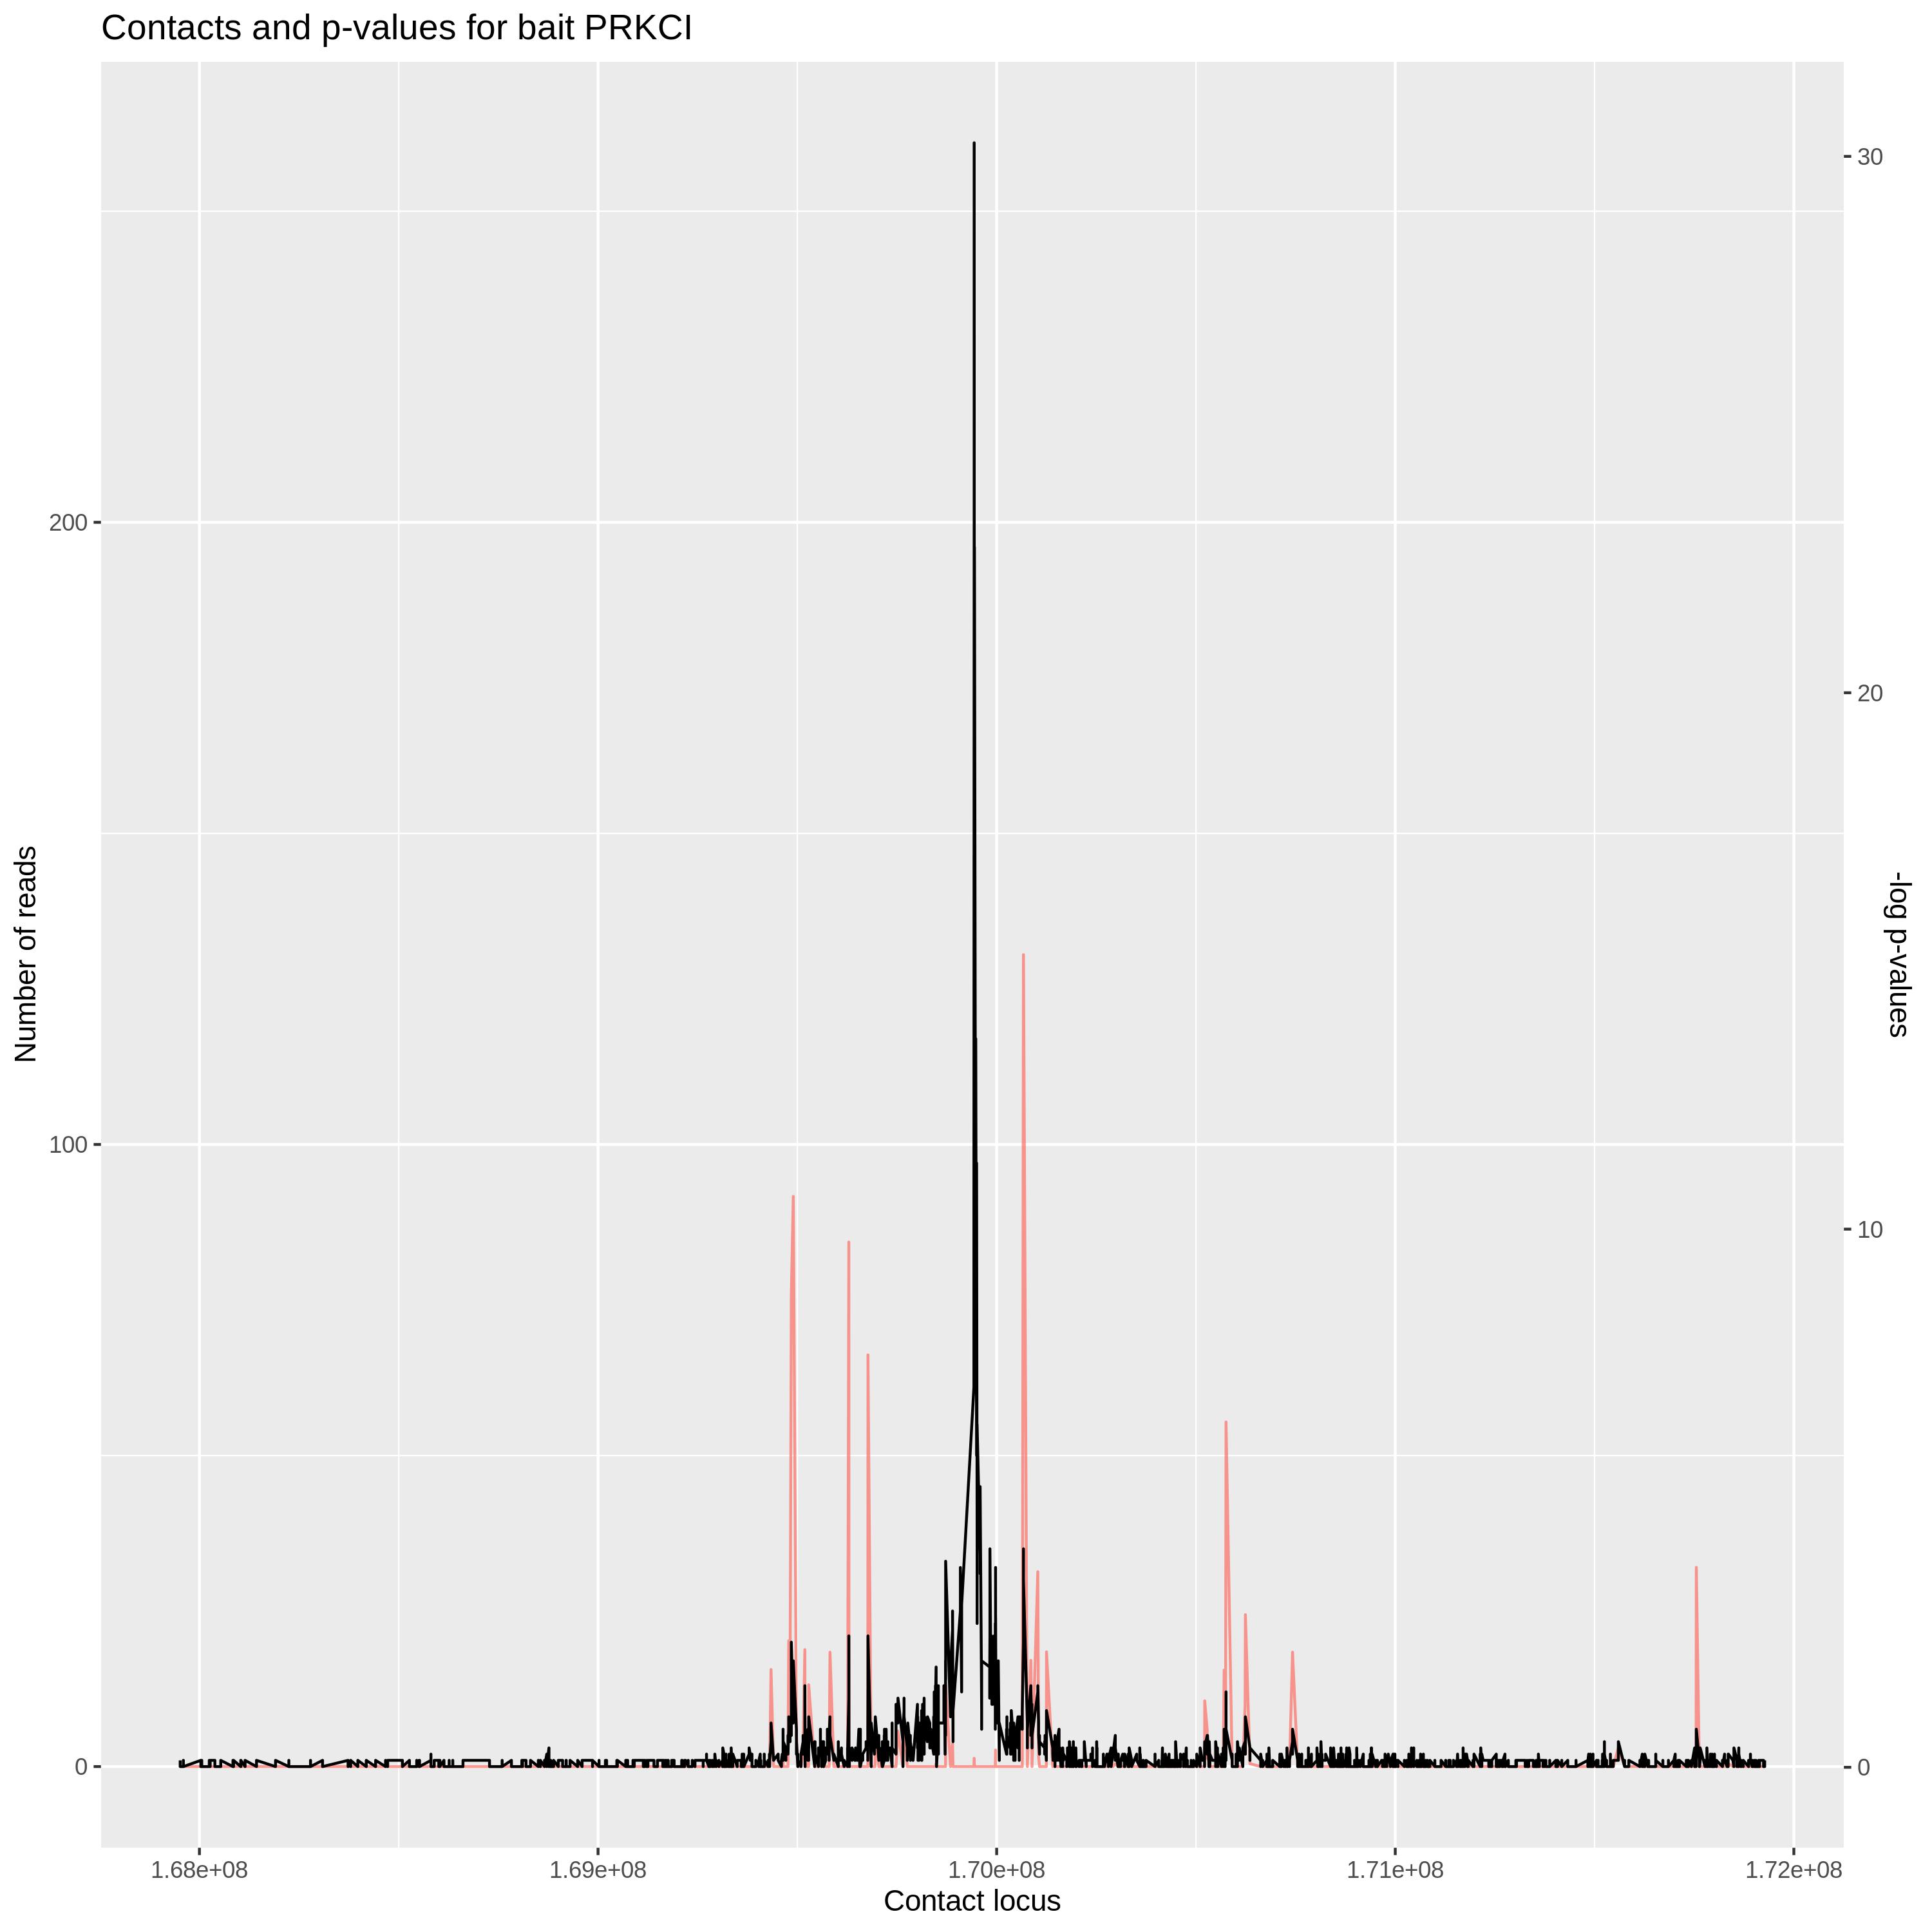 Contacts and p-values for bait PRKCI
30
200
20
Number of reads
-log p-values
100
10
0
0
1.68e+08
1.69e+08
1.70e+08
1.71e+08
1.72e+08
Contact locus